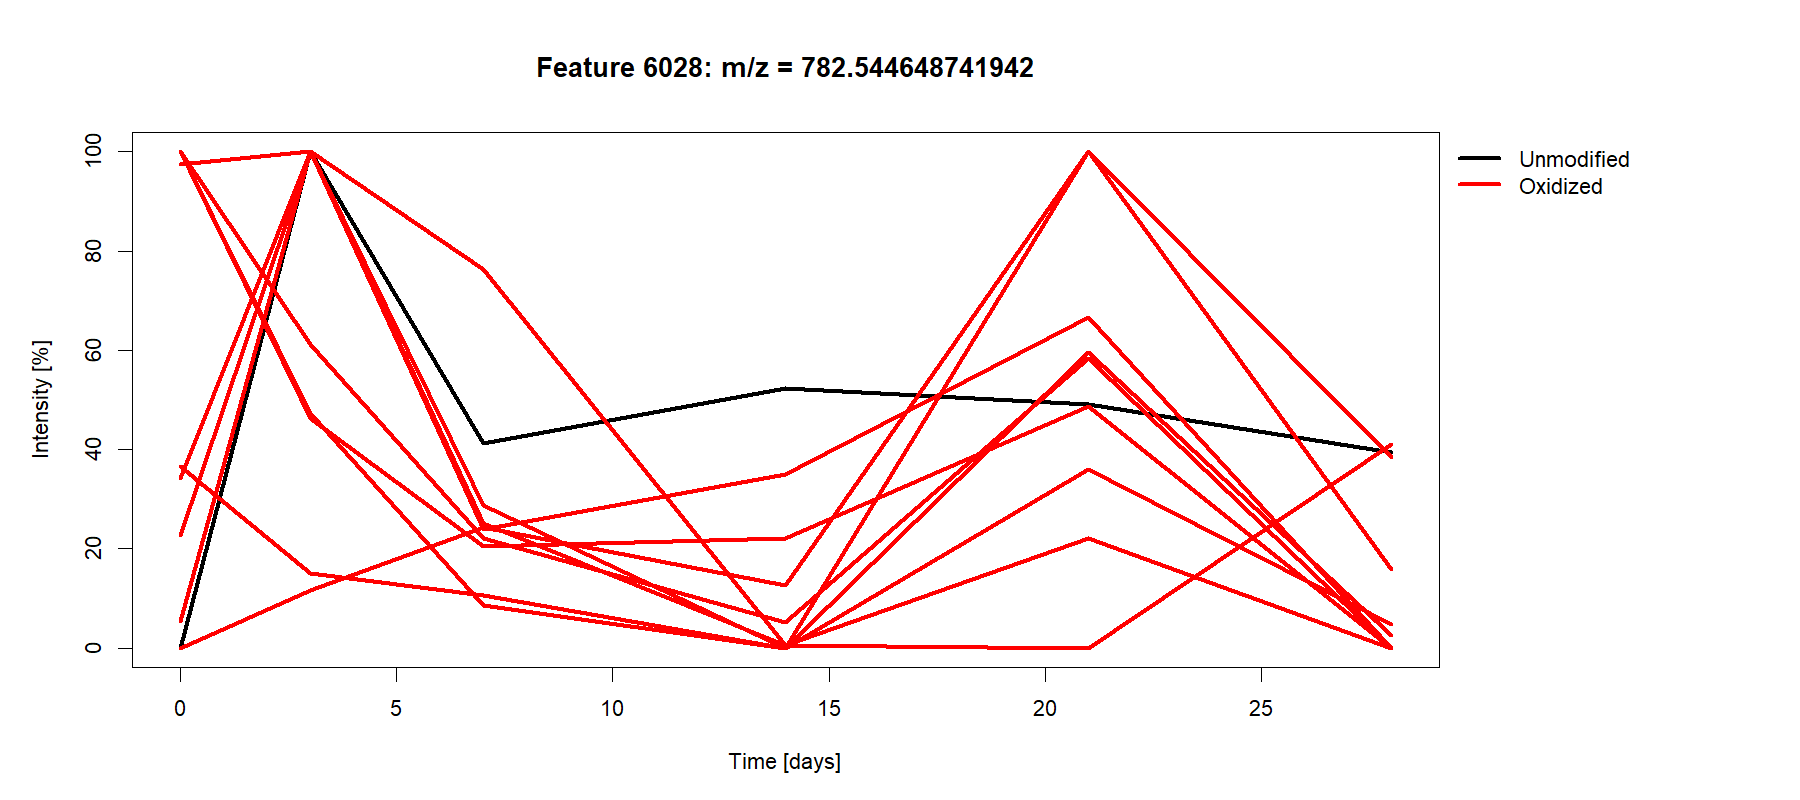 Feature 6028: m/z = 782.544648741942
Unmodified
Oxidized
Intensity [%]
100
80
60
40
20
0
0 5 10 15 20 25
Time [days]